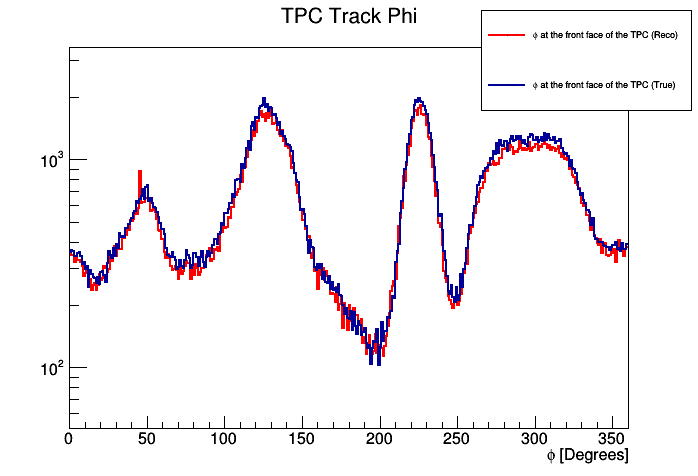 TPC Track Phi
ϕ at the front face of the TPC (Reco)
ϕ at the front face of the TPC (True)
10³
10²
0 50 100 150 200 250 300 350
ϕ [Degrees]